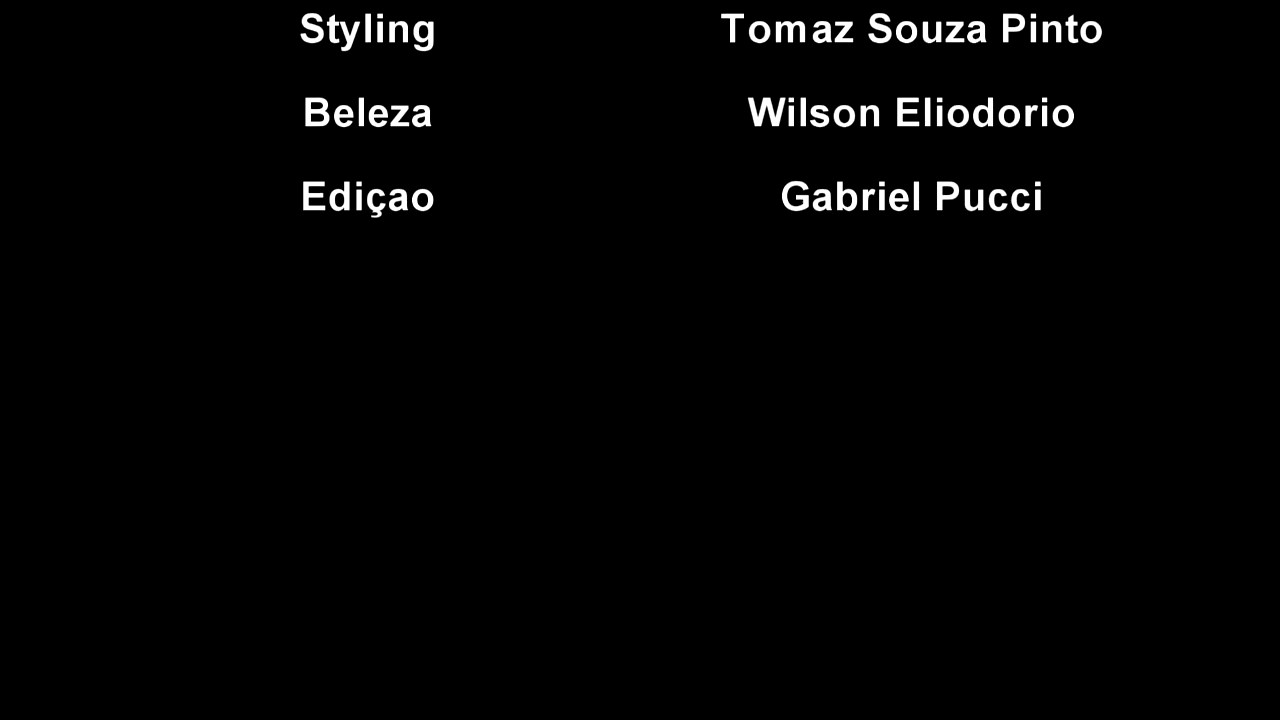 Styling Tomaz Souza Pinto
Beleza Wilson Eliodorio
Ediçao Gabriel Pucci